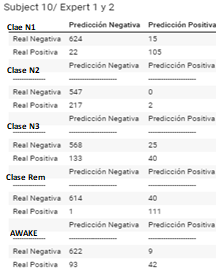 Subject 10/ Expert 1 y 2
Clae N1 Predicción Negativa Predicción Positiva
Real Negativa 624 15
Real Positiva 22 105
Clase N2 Predicción Negativa Predicción Positiva
-------------- -------------------- --------------------
Real Negativa 547 0
Real Positiva 217 2
Clase N3 Predicción Negativa Predicción Positiva
-------------- -------------------- --------------------
Real Negativa 568 25
Real Positiva 133 40
Clase Rem Predicción Negativa Predicción Positiva
-------------- -------------------- --------------------
Real Negativa 614 40
Real Positiva 1 111
AWAKE Predicción Negativa Predicción Positiva
-------------- -------------------- --------------------
Real Negativa 622 9
Real Positiva 93 42